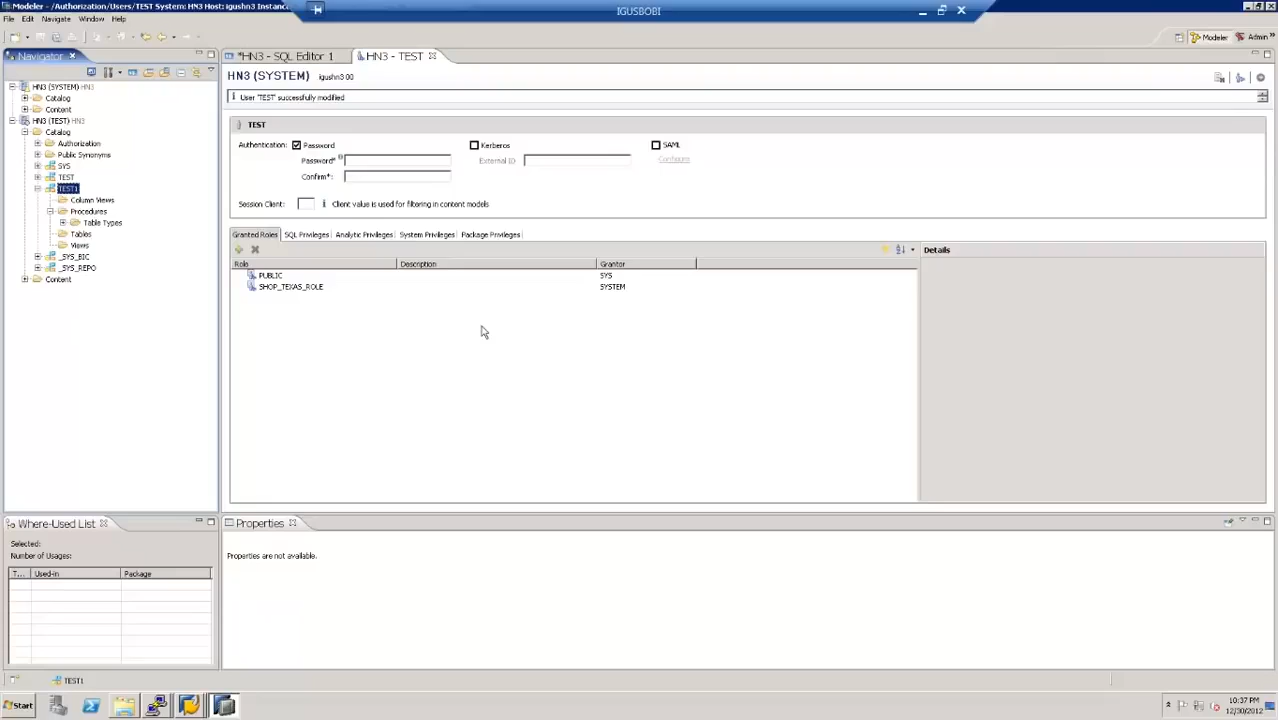 Modeler - /Authorization/Users/TEST System: HN3 Host: igushn3 Instanc
IGUSBOBI
File Edit Navigate Window Help
Modeler Admin
Navigator
*HN3 - SQL Editor 1
HN3 - TEST
HN3 (SYSTEM) HN3
Catalog
Content
HN3 (TEST) HN3
Catalog
Authorization
Public Synonyms
SYS
TEST
TEST1
Column Views
Procedures
Table Types
Tables
Views
_SYS_BIC
_SYS_REPO
Content
HN3 (SYSTEM) igushn3 00
User 'TEST' successfully modified
TEST
Authentication: Password Kerberos SAML
Password* External ID Configure
Confirm*:
Session Client: Client value is used for filtering in content models
Granted Roles SQL Privileges Analytic Privileges System Privileges Package Privileges
Details
Role Description Grantor
PUBLIC SYS
SHOP_TEXAS_ROLE SYSTEM
Where-Used List
Selected:
Number of Usages:
T... Used-in Package
Properties
Properties are not available.
TEST1
Start
10:37 PM
12/30/2012